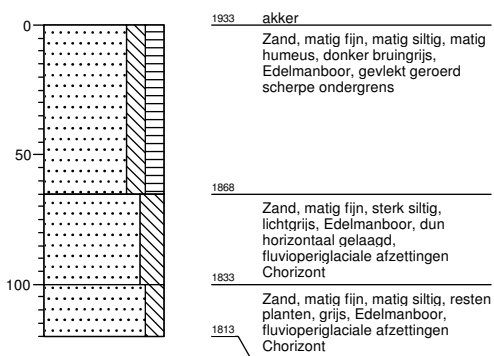 0
50
100
1933 akker
Zand, matig fijn, matig siltig, matig
humeus, donker bruingrijs,
Edelmanboor, gevlekt geroerd
scherpe ondergrens
1868
Zand, matig fijn, sterk siltig,
lichtgrijs, Edelmanboor, dun
horizontaal gelaagd,
fluvioperiglaciale afzettingen
Chorizont
1833
Zand, matig fijn, matig siltig, resten
planten, grijs, Edelmanboor,
1813
fluvioperiglaciale afzettingen
Chorizont